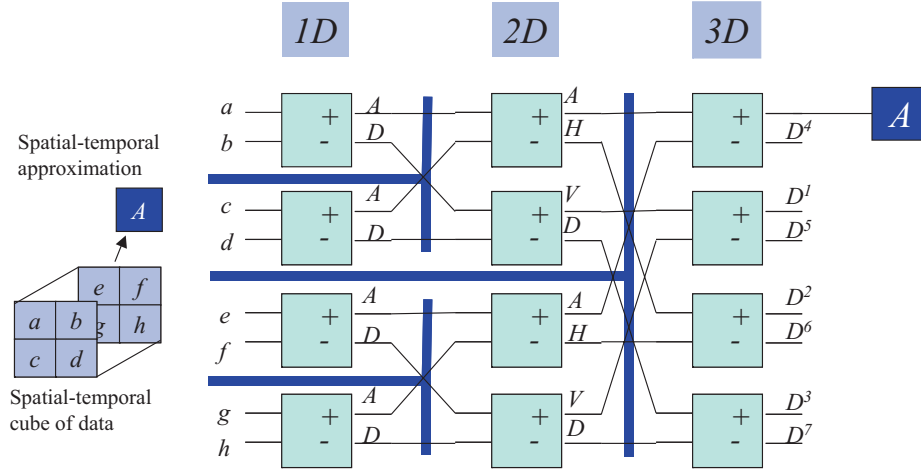 1D 2D 3D
a + A + A + A
b - D - H - D⁴
Spatial-temporal
approximation
A
c + A + V + D¹
d - D - D - D⁵
e f
a b g h
c d
e + A + A + D²
f - D - H - D⁶
Spatial-temporal
cube of data
g + A + V + D³
h - D - D - D⁷